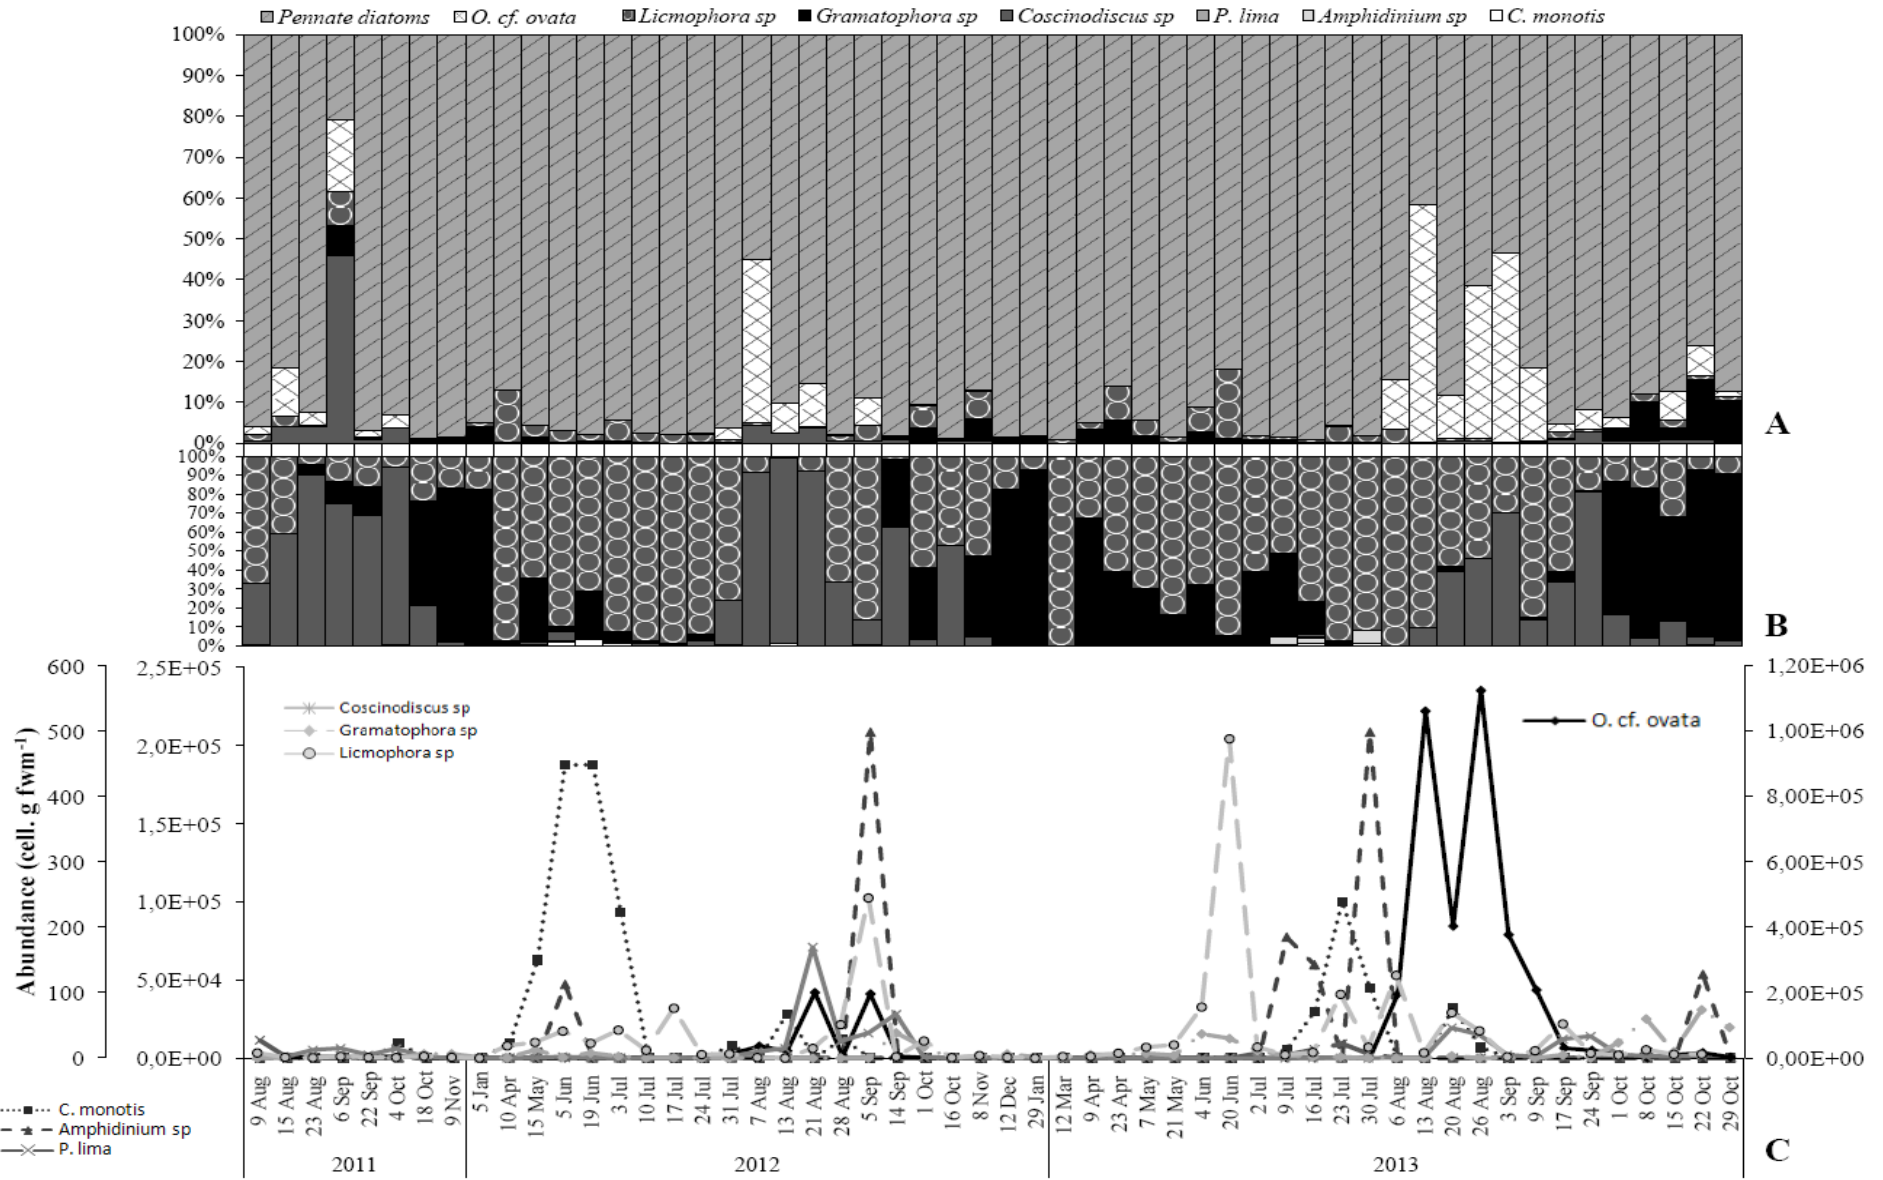 Pennate diatoms O. cf. ovata Licmophora sp Gramatophora sp Coscinodiscus sp P. lima Amphidinium sp C. monotis
100%
90%
80%
70%
60%
50%
40%
30%
20%
10%
0%
A
100%
90%
80%
70%
60%
50%
40%
30%
20%
10%
0%
B
600
500
400
300
200
100
0
Abundance (cell. g fwm⁻¹)
2,5E+05
2,0E+05
1,5E+05
1,0E+05
5,0E+04
0,0E+00
Coscinodiscus sp
Gramatophora sp
Licmophora sp
O. cf. ovata
1,20E+06
1,00E+06
8,00E+05
6,00E+05
4,00E+05
2,00E+05
0,00E+00
9 Aug
15 Aug
23 Aug
6 Sep
22 Sep
4 Oct
18 Oct
9 Nov
5 Jan
10 Apr
15 May
5 Jun
19 Jun
3 Jul
10 Jul
17 Jul
24 Jul
31 Jul
7 Aug
13 Aug
21 Aug
28 Aug
5 Sep
14 Sep
1 Oct
16 Oct
8 Nov
12 Dec
29 Jan
12 Mar
9 Apr
23 Apr
7 May
21 May
4 Jun
20 Jun
2 Jul
9 Jul
16 Jul
23 Jul
30 Jul
6 Aug
13 Aug
20 Aug
26 Aug
3 Sep
9 Sep
17 Sep
24 Sep
1 Oct
8 Oct
15 Oct
22 Oct
29 Oct
C. monotis
Amphidinium sp
P. lima
2011
2012
2013
C